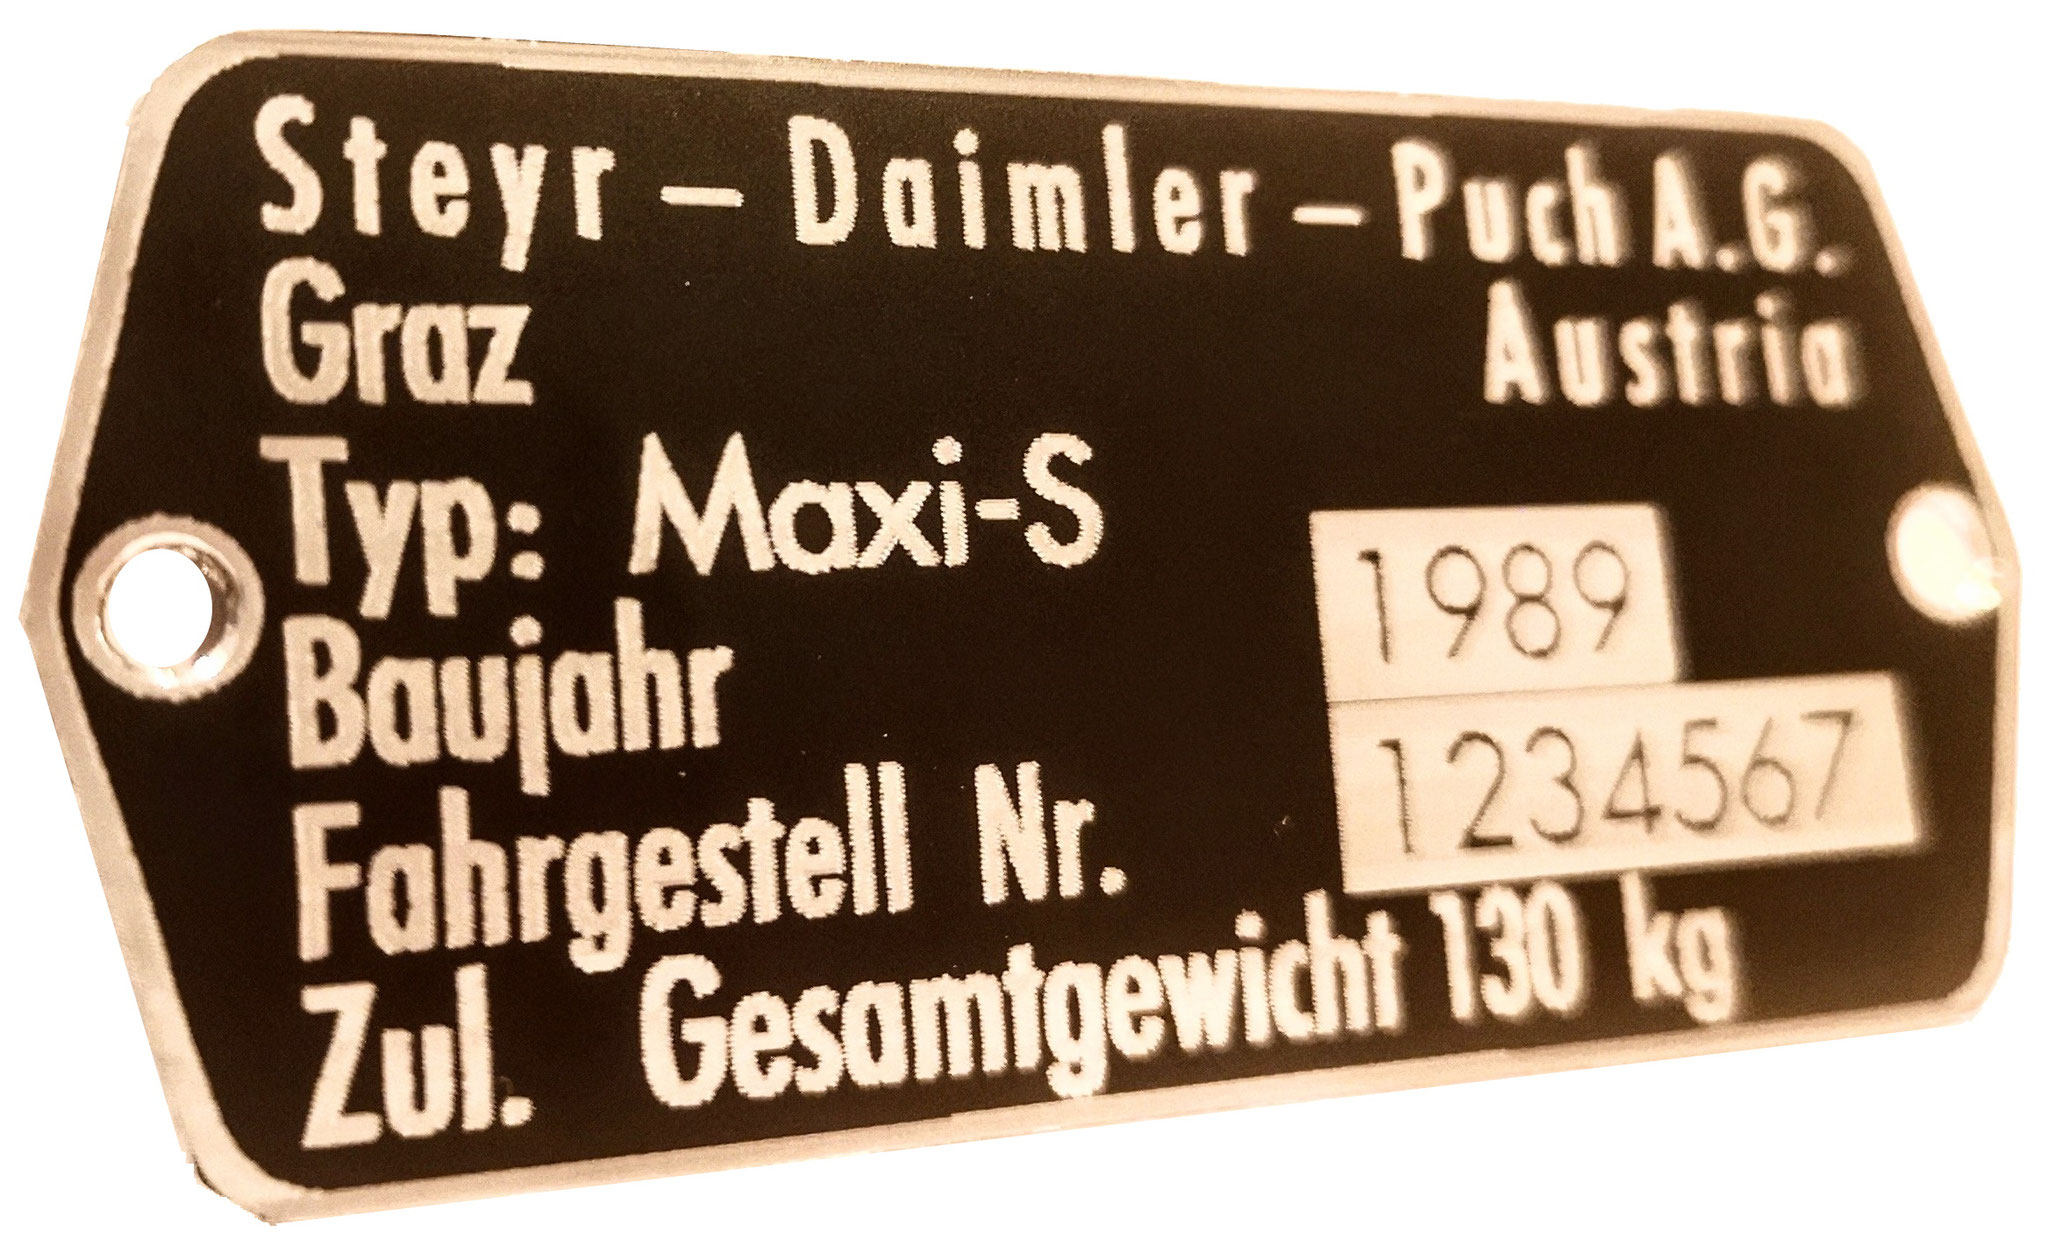 Steyr – Daimler – Puch A.G.
Graz Austria
Typ: Maxi-S
Baujahr 1989
Fahrgestell Nr. 1234567
Zul. Gesamtgewicht 130 kg